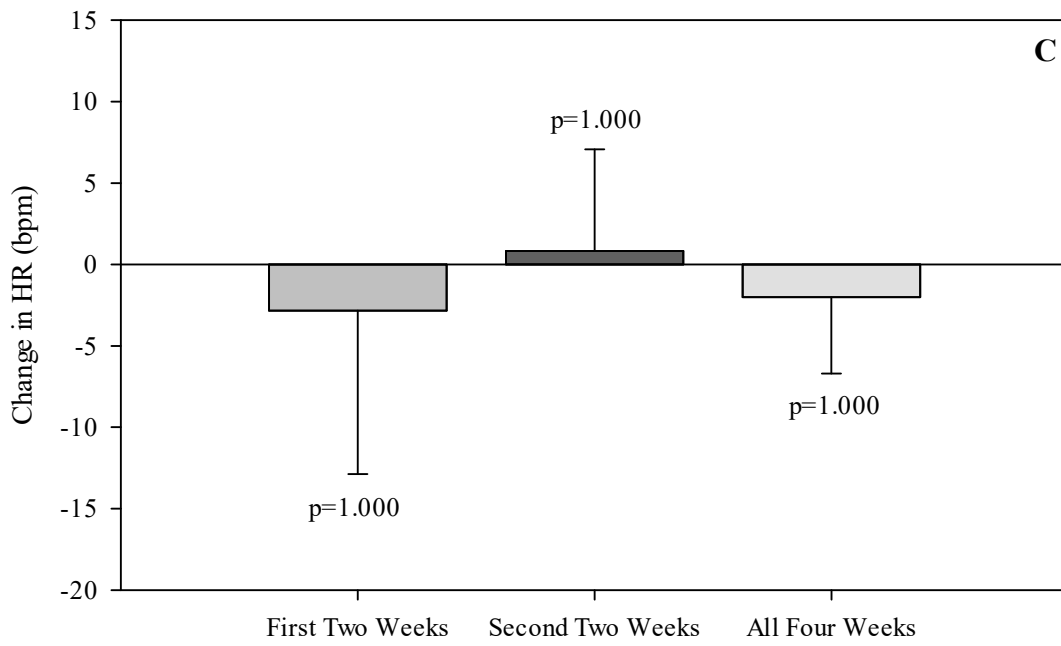 C
15
10
5
0
-5
-10
-15
-20
Change in HR (bpm)
p=1.000
p=1.000
p=1.000
First Two Weeks
Second Two Weeks
All Four Weeks